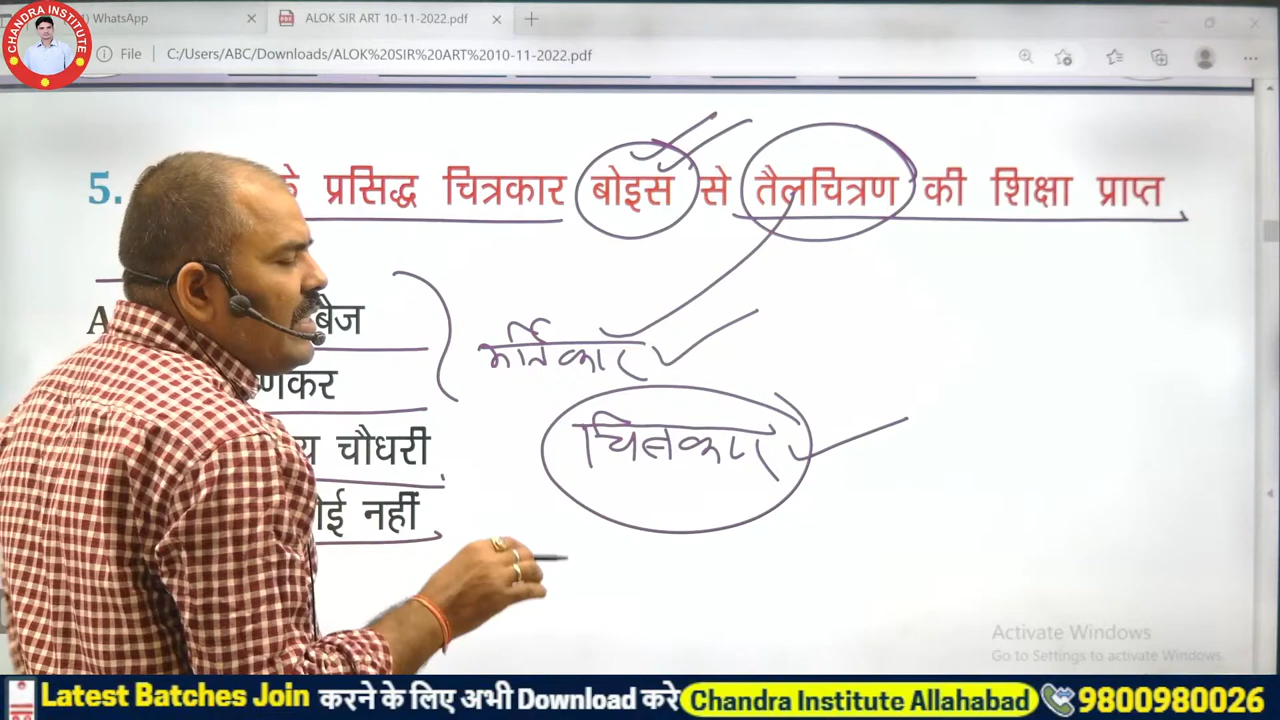 CHANDRA INSTITUTE
WhatsApp
ALOK SIR ART 10-11-2022.pdf
File
C:/Users/ABC/Downloads/ALOK%20SIR%20ART%2010-11-2022.pdf
5. के प्रसिद्ध चित्रकार बोइस से तैलचित्रण की शिक्षा प्राप्त
A बैज
णकर
चौधरी
नहीं
मूर्तिकार
चित्रकार
Activate Windows
Go to Settings to activate Windows.
Latest Batches Join करने के लिए अभी Download करे Chandra Institute Allahabad 9800980026